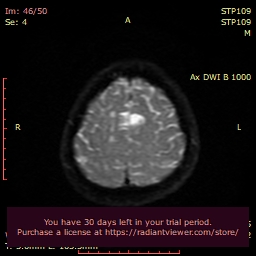 Im: 46/50
Se: 4
A
STP109
STP109
M
Ax DWI B 1000
R
L
You have 30 days left in your trial period.
Purchase a license at https://radiantviewer.com/store/